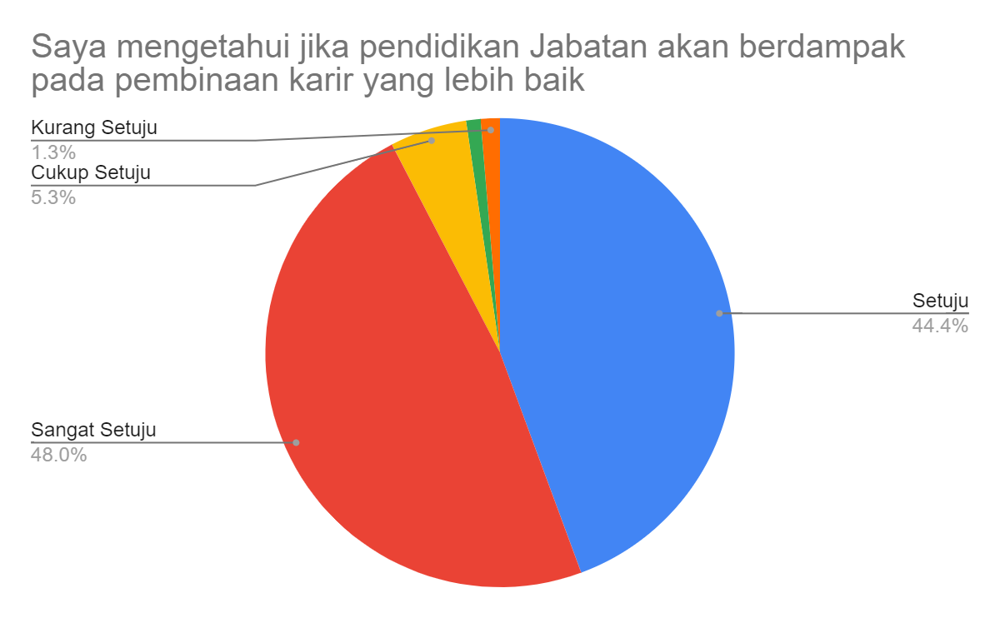 Saya mengetahui jika pendidikan Jabatan akan berdampak
pada pembinaan karir yang lebih baik
Kurang Setuju
1.3%
Cukup Setuju
5.3%
Setuju
44.4%
Sangat Setuju
48.0%